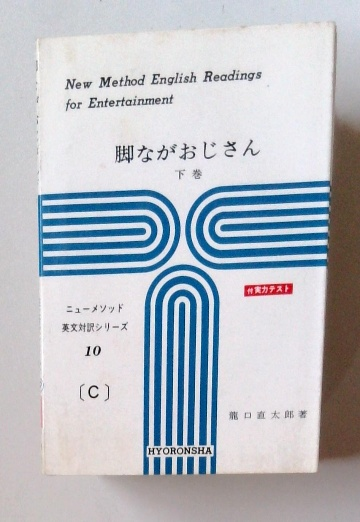 New Method English Readings
for Entertainment
脚ながおじさん
下巻
付実力テスト
ニューメソッド
英文対訳シリーズ
10
〔C〕
龍口直太郎著
HYORONSHA